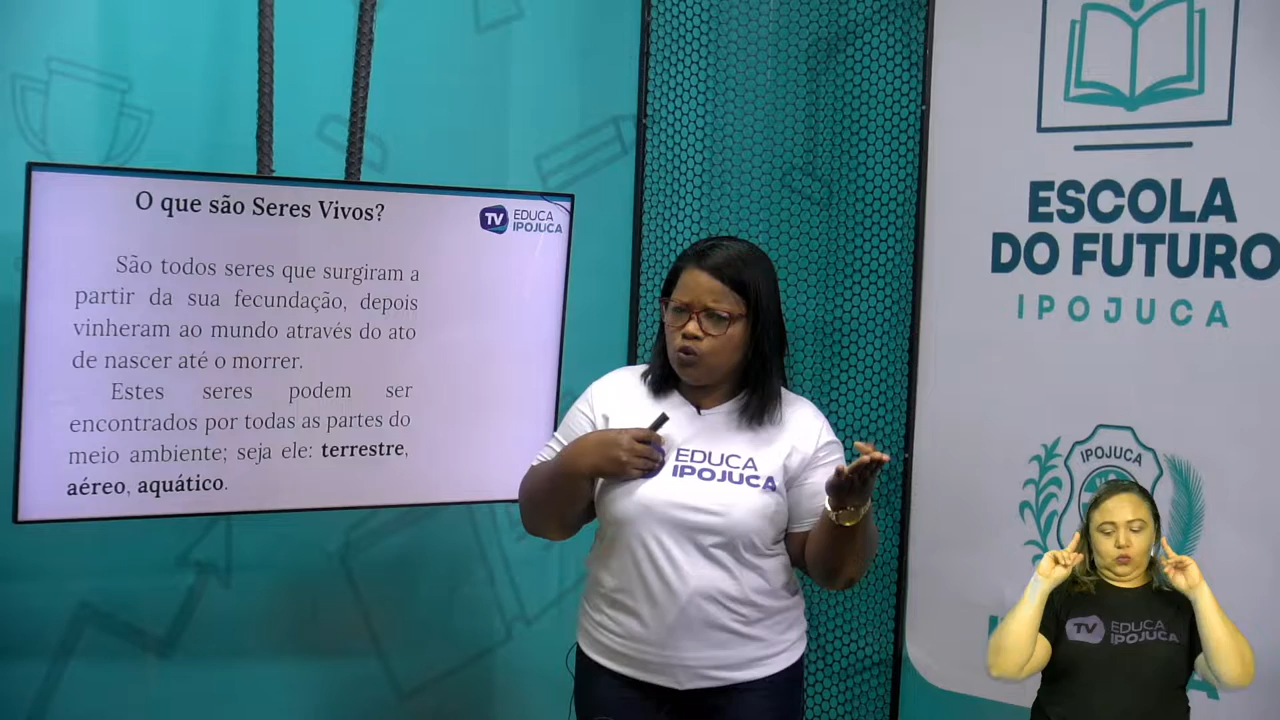 O que são Seres Vivos?
TV EDUCA
IPOJUCA
São todos seres que surgiram a
partir da sua fecundação, depois
vinheram ao mundo através do ato
de nascer até o morrer.
Estes seres podem ser
encontrados por todas as partes do
meio ambiente; seja ele: terrestre,
aéreo, aquático.
EDUCA
IPOJUCA
ESCOLA
DO FUTURO
IPOJUCA
IPOJUCA
TV EDUCA
IPOJUCA